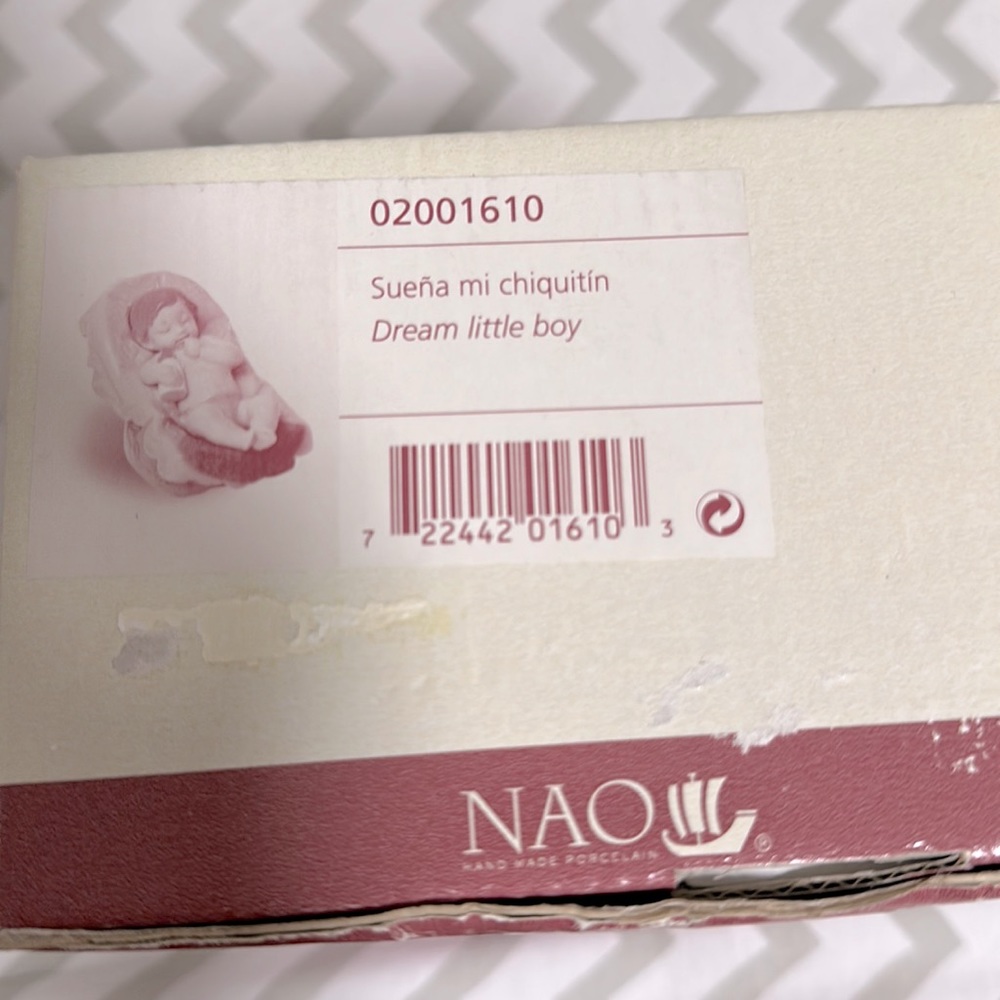 02001610
Sueña mi chiquitín
Dream little boy
7 22442 01610 3
NAO
HAND MADE PORCELAIN
®